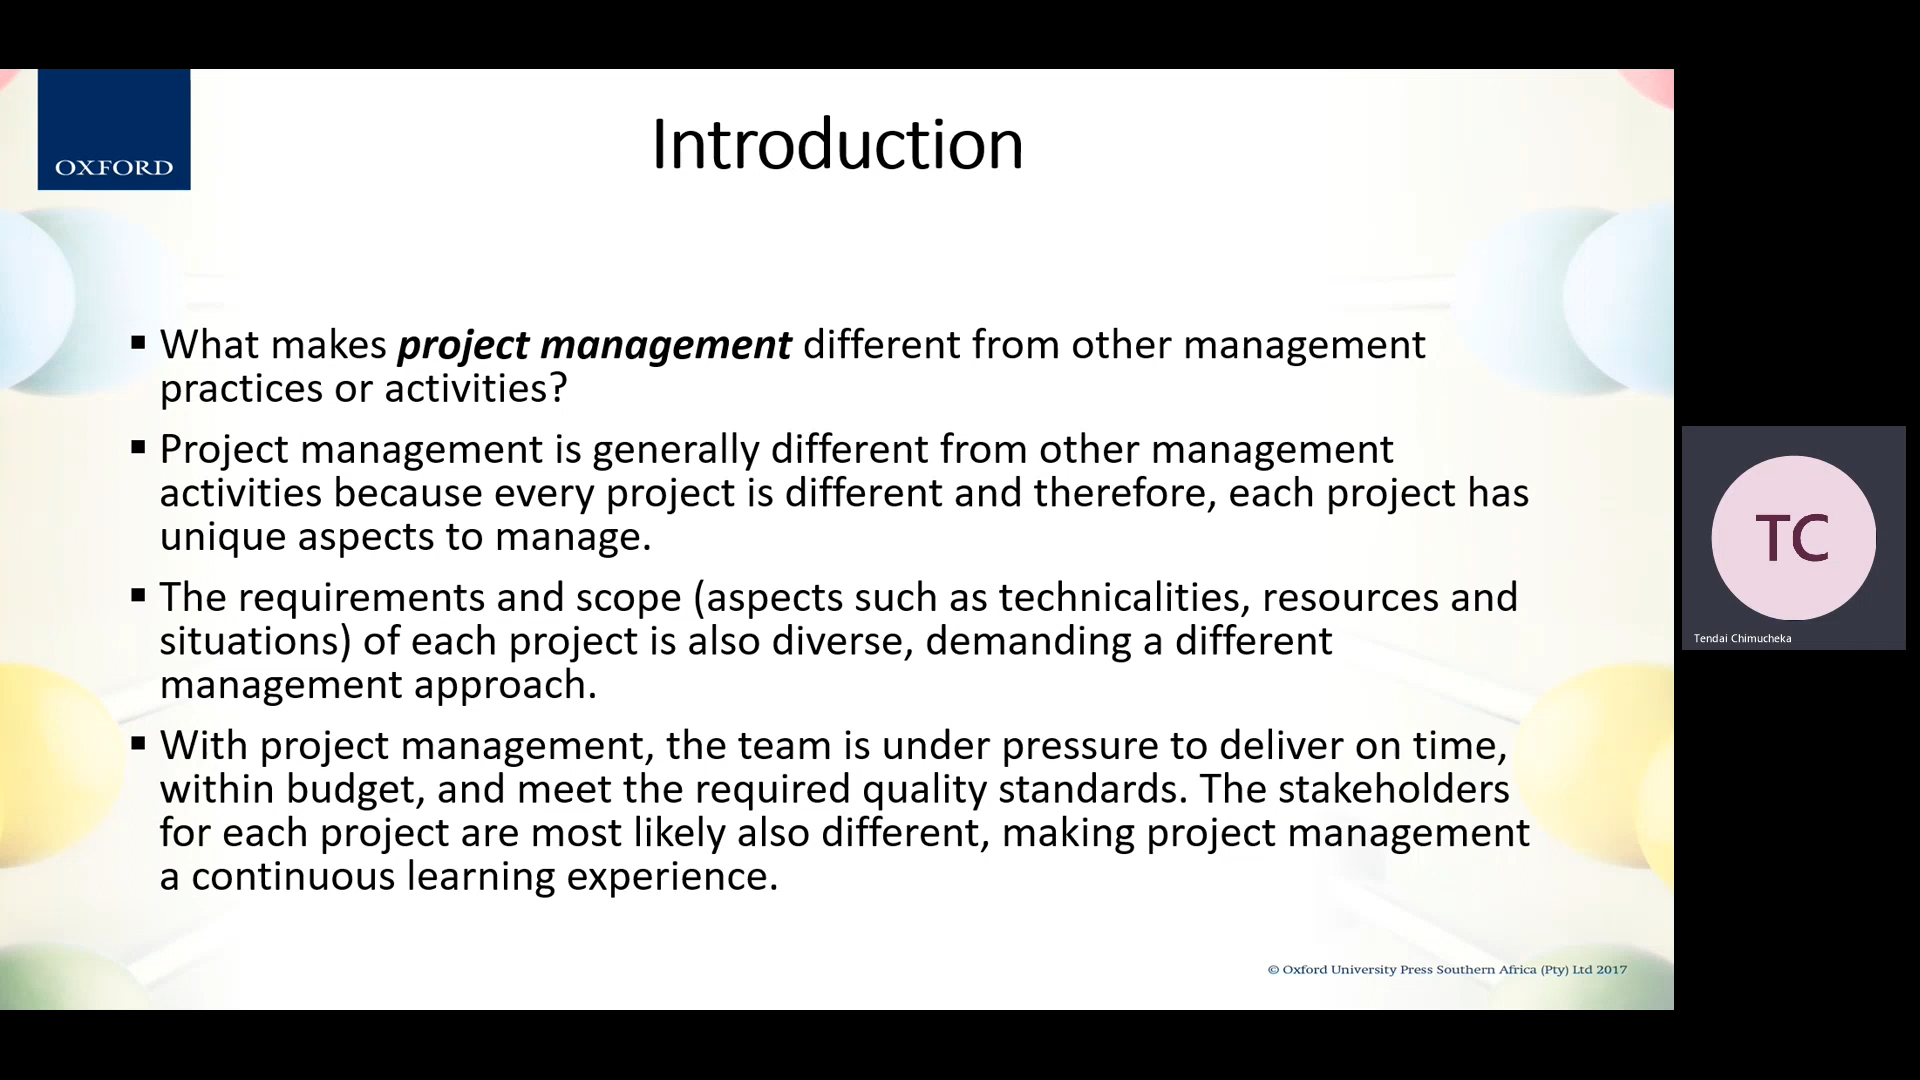 OXFORD
Introduction
▪ What makes project management different from other management
practices or activities?
▪ Project management is generally different from other management
activities because every project is different and therefore, each project has
unique aspects to manage.
▪ The requirements and scope (aspects such as technicalities, resources and
situations) of each project is also diverse, demanding a different
management approach.
▪ With project management, the team is under pressure to deliver on time,
within budget, and meet the required quality standards. The stakeholders
for each project are most likely also different, making project management
a continuous learning experience.
© Oxford University Press Southern Africa (Pty) Ltd 2017
TC
Tendai Chimucheka